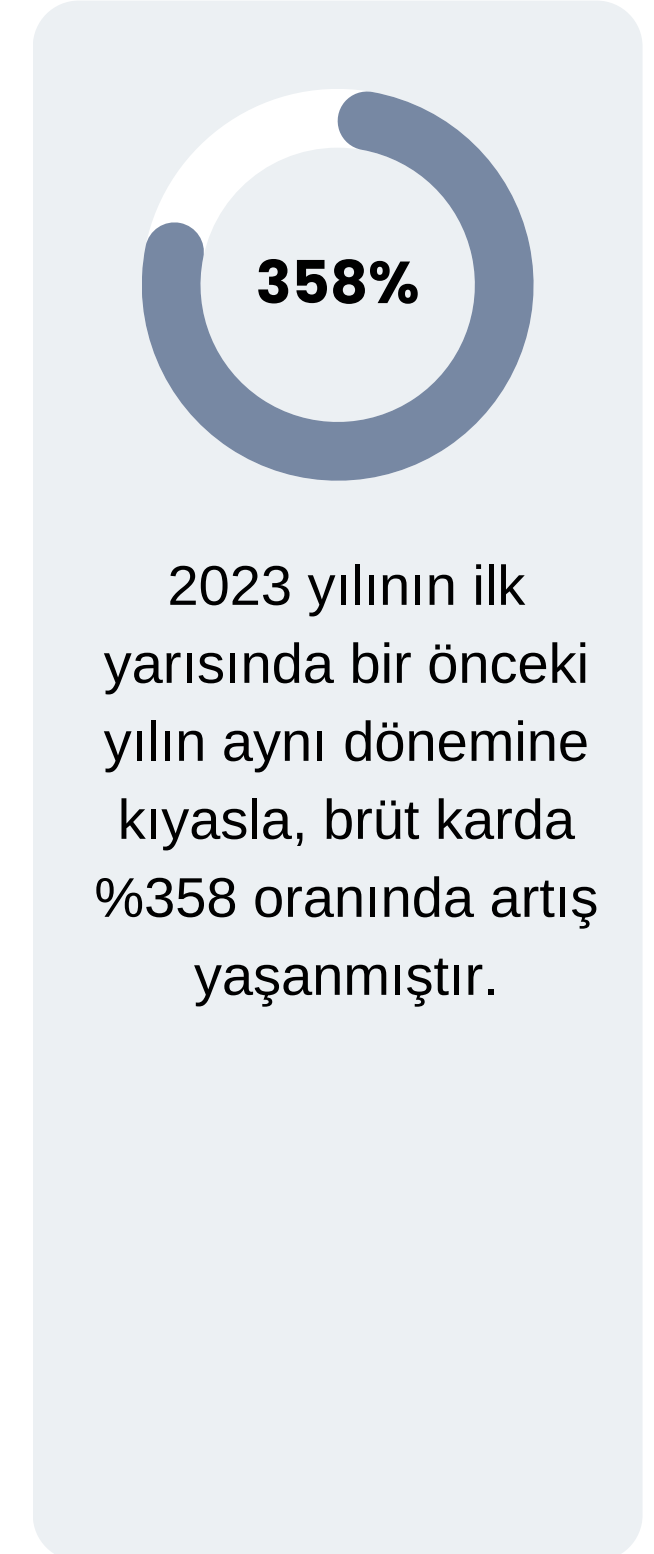 358%
2023 yılının ilk
yarısında bir önceki
yılın aynı dönemine
kıyasla, brüt karda
%358 oranında artış
yaşanmıştır.